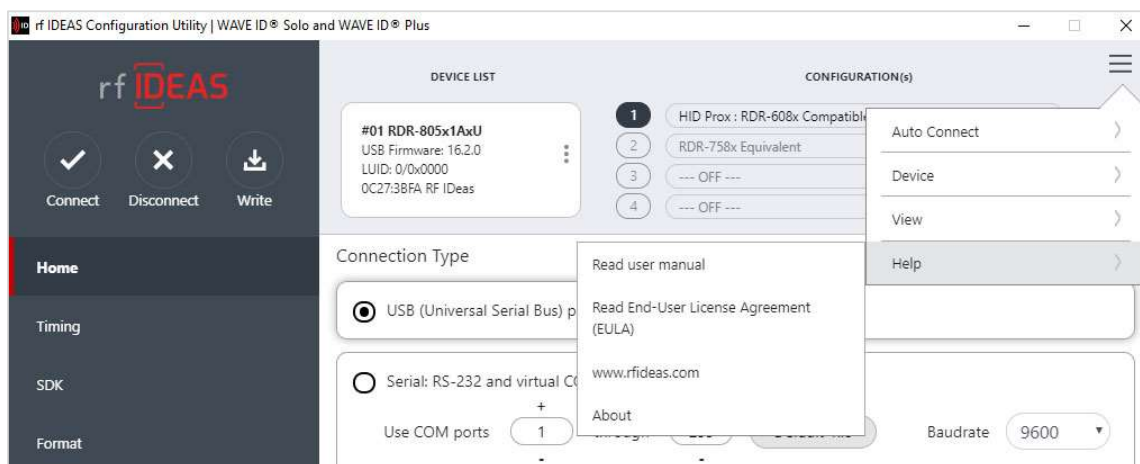 rf IDEAS Configuration Utility | WAVE ID® Solo and WAVE ID® Plus
rf IDEAS
Connect Disconnect Write
Home
Timing
SDK
Format
DEVICE LIST
#01 RDR-805x1AxU
USB Firmware: 16.2.0
LUID: 0/0x0000
0C27:3BFA RF IDeas
CONFIGURATION(s)
1 HID Prox : RDR-608x Compatible
2 RDR-758x Equivalent
3 --- OFF ---
4 --- OFF ---
Auto Connect
Device
View
Help
Read user manual
Read End-User License Agreement
(EULA)
www.rfideas.com
About
Connection Type
USB (Universal Serial Bus) p
Serial: RS-232 and virtual CO
+
Use COM ports 1 through
-
-
Baudrate 9600